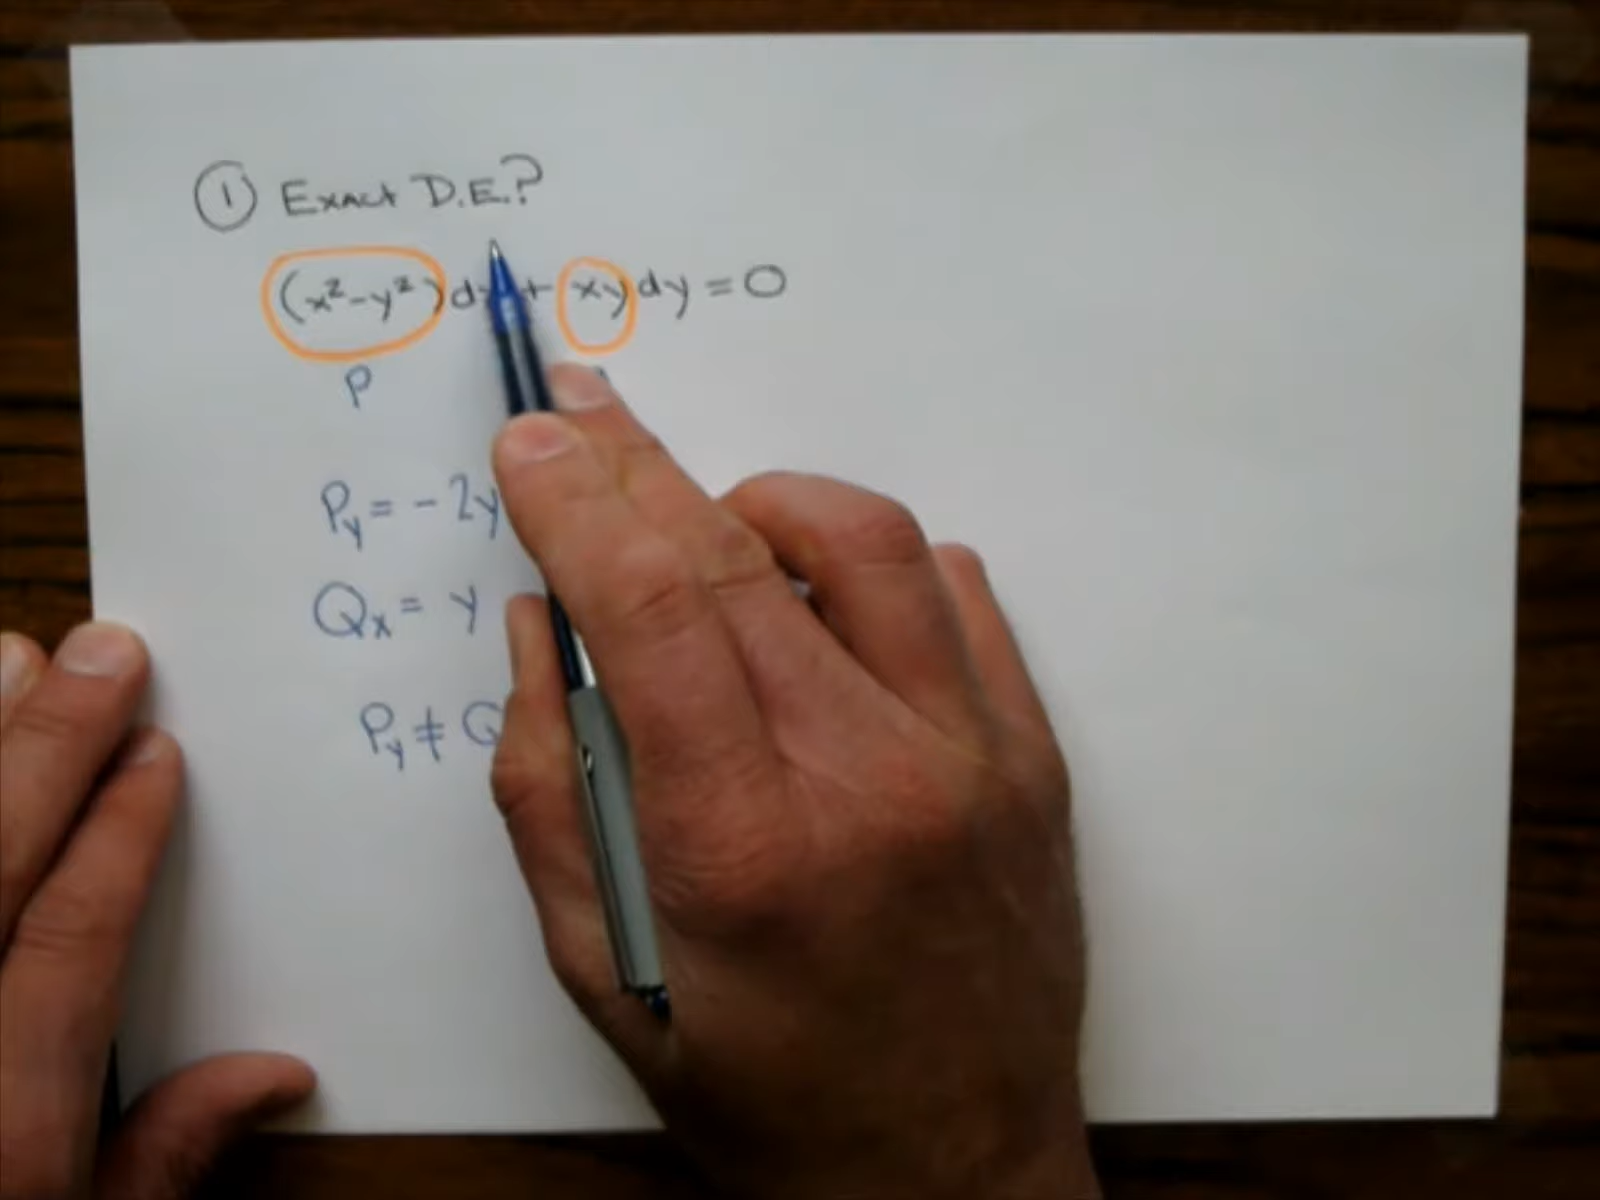 ① Exact D.E.?
(x²-y²) + xy dy = 0
P
Py = - 2y
Qx = y
Py ≠ Q